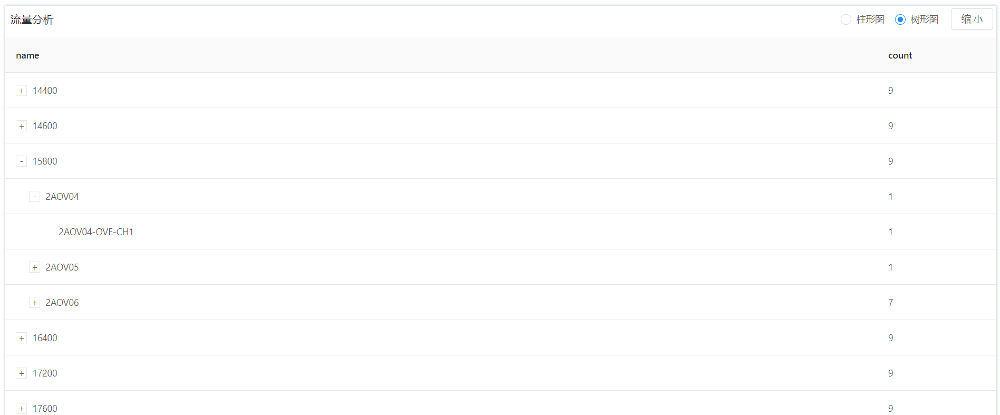 流量分析 柱形图 树形图 缩 小
name count
+ 14400 9
+ 14600 9
- 15800 9
- 2AOV04 1
2AOV04-OVE-CH1 1
+ 2AOV05 1
+ 2AOV06 7
+ 16400 9
+ 17200 9
+ 17600 9